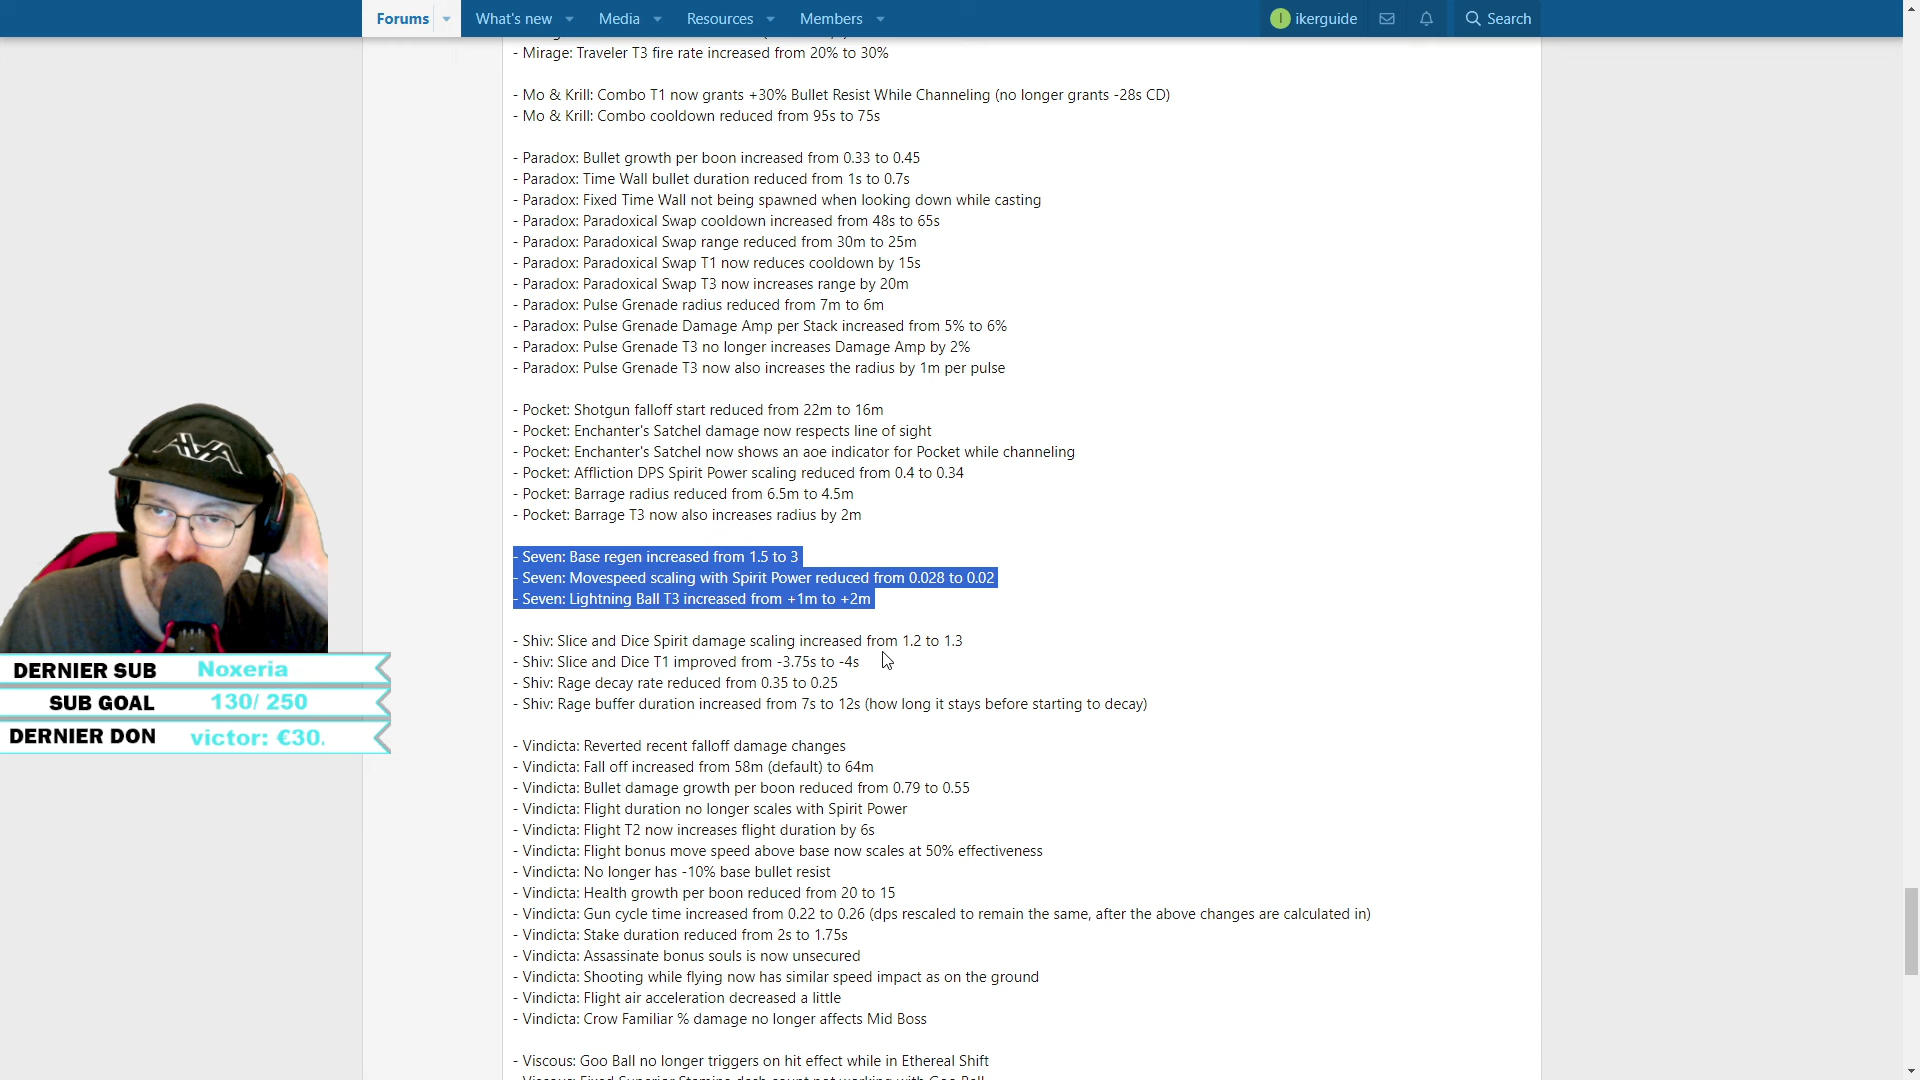 Forums
What's new
Media
Resources
Members
I ikerguide
Search
- Mirage: Traveler T3 fire rate increased from 20% to 30%
- Mo & Krill: Combo T1 now grants +30% Bullet Resist While Channeling (no longer grants -28s CD)
- Mo & Krill: Combo cooldown reduced from 95s to 75s
- Paradox: Bullet growth per boon increased from 0.33 to 0.45
- Paradox: Time Wall bullet duration reduced from 1s to 0.7s
- Paradox: Fixed Time Wall not being spawned when looking down while casting
- Paradox: Paradoxical Swap cooldown increased from 48s to 65s
- Paradox: Paradoxical Swap range reduced from 30m to 25m
- Paradox: Paradoxical Swap T1 now reduces cooldown by 15s
- Paradox: Paradoxical Swap T3 now increases range by 20m
- Paradox: Pulse Grenade radius reduced from 7m to 6m
- Paradox: Pulse Grenade Damage Amp per Stack increased from 5% to 6%
- Paradox: Pulse Grenade T3 no longer increases Damage Amp by 2%
- Paradox: Pulse Grenade T3 now also increases the radius by 1m per pulse
- Pocket: Shotgun falloff start reduced from 22m to 16m
- Pocket: Enchanter's Satchel damage now respects line of sight
- Pocket: Enchanter's Satchel now shows an aoe indicator for Pocket while channeling
- Pocket: Affliction DPS Spirit Power scaling reduced from 0.4 to 0.34
- Pocket: Barrage radius reduced from 6.5m to 4.5m
- Pocket: Barrage T3 now also increases radius by 2m
- Seven: Base regen increased from 1.5 to 3
- Seven: Movespeed scaling with Spirit Power reduced from 0.028 to 0.02
- Seven: Lightning Ball T3 increased from +1m to +2m
- Shiv: Slice and Dice Spirit damage scaling increased from 1.2 to 1.3
- Shiv: Slice and Dice T1 improved from -3.75s to -4s
- Shiv: Rage decay rate reduced from 0.35 to 0.25
- Shiv: Rage buffer duration increased from 7s to 12s (how long it stays before starting to decay)
- Vindicta: Reverted recent falloff damage changes
- Vindicta: Fall off increased from 58m (default) to 64m
- Vindicta: Bullet damage growth per boon reduced from 0.79 to 0.55
- Vindicta: Flight duration no longer scales with Spirit Power
- Vindicta: Flight T2 now increases flight duration by 6s
- Vindicta: Flight bonus move speed above base now scales at 50% effectiveness
- Vindicta: No longer has -10% base bullet resist
- Vindicta: Health growth per boon reduced from 20 to 15
- Vindicta: Gun cycle time increased from 0.22 to 0.26 (dps rescaled to remain the same, after the above changes are calculated in)
- Vindicta: Stake duration reduced from 2s to 1.75s
- Vindicta: Assassinate bonus souls is now unsecured
- Vindicta: Shooting while flying now has similar speed impact as on the ground
- Vindicta: Flight air acceleration decreased a little
- Vindicta: Crow Familiar % damage no longer affects Mid Boss
- Viscous: Goo Ball no longer triggers on hit effect while in Ethereal Shift
DERNIER SUB Noxeria
SUB GOAL 130/ 250
DERNIER DON victor: €30.